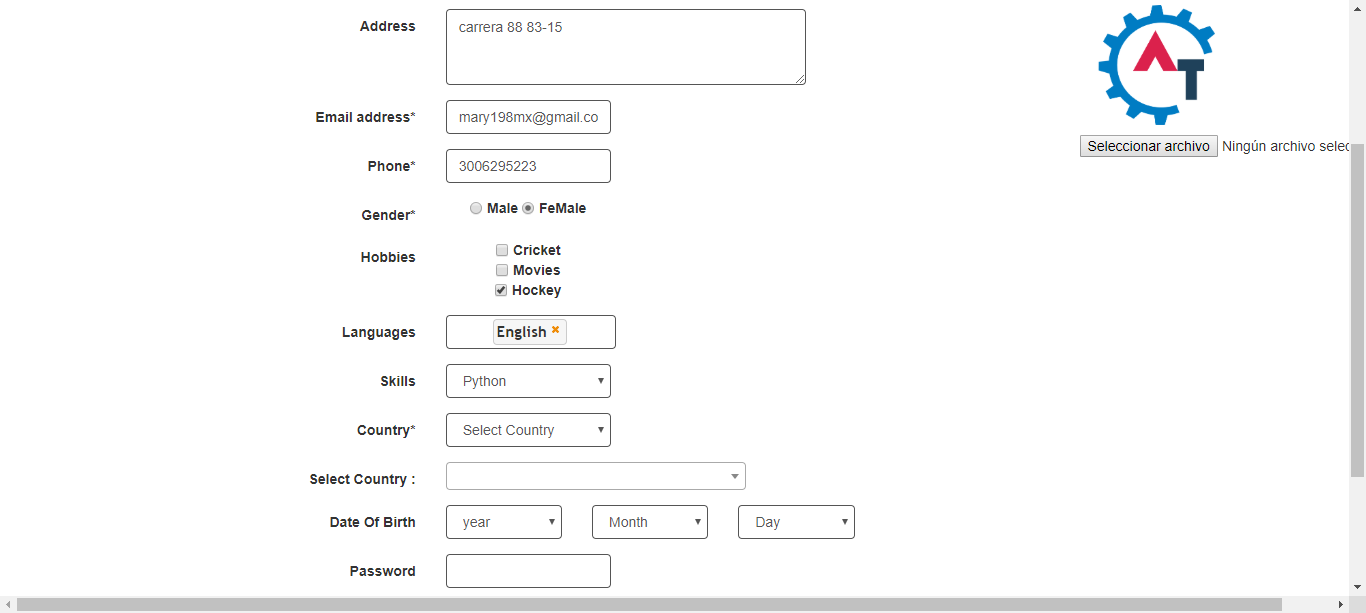 Address carrera 88 83-15
Email address* mary198mx@gmail.co
Seleccionar archivo Ningún archivo selec
Phone* 3006295223
Gender* Male FeMale
Hobbies Cricket
Movies
Hockey
Languages English
Skills Python
Country* Select Country
Select Country :
Date Of Birth year Month Day
Password